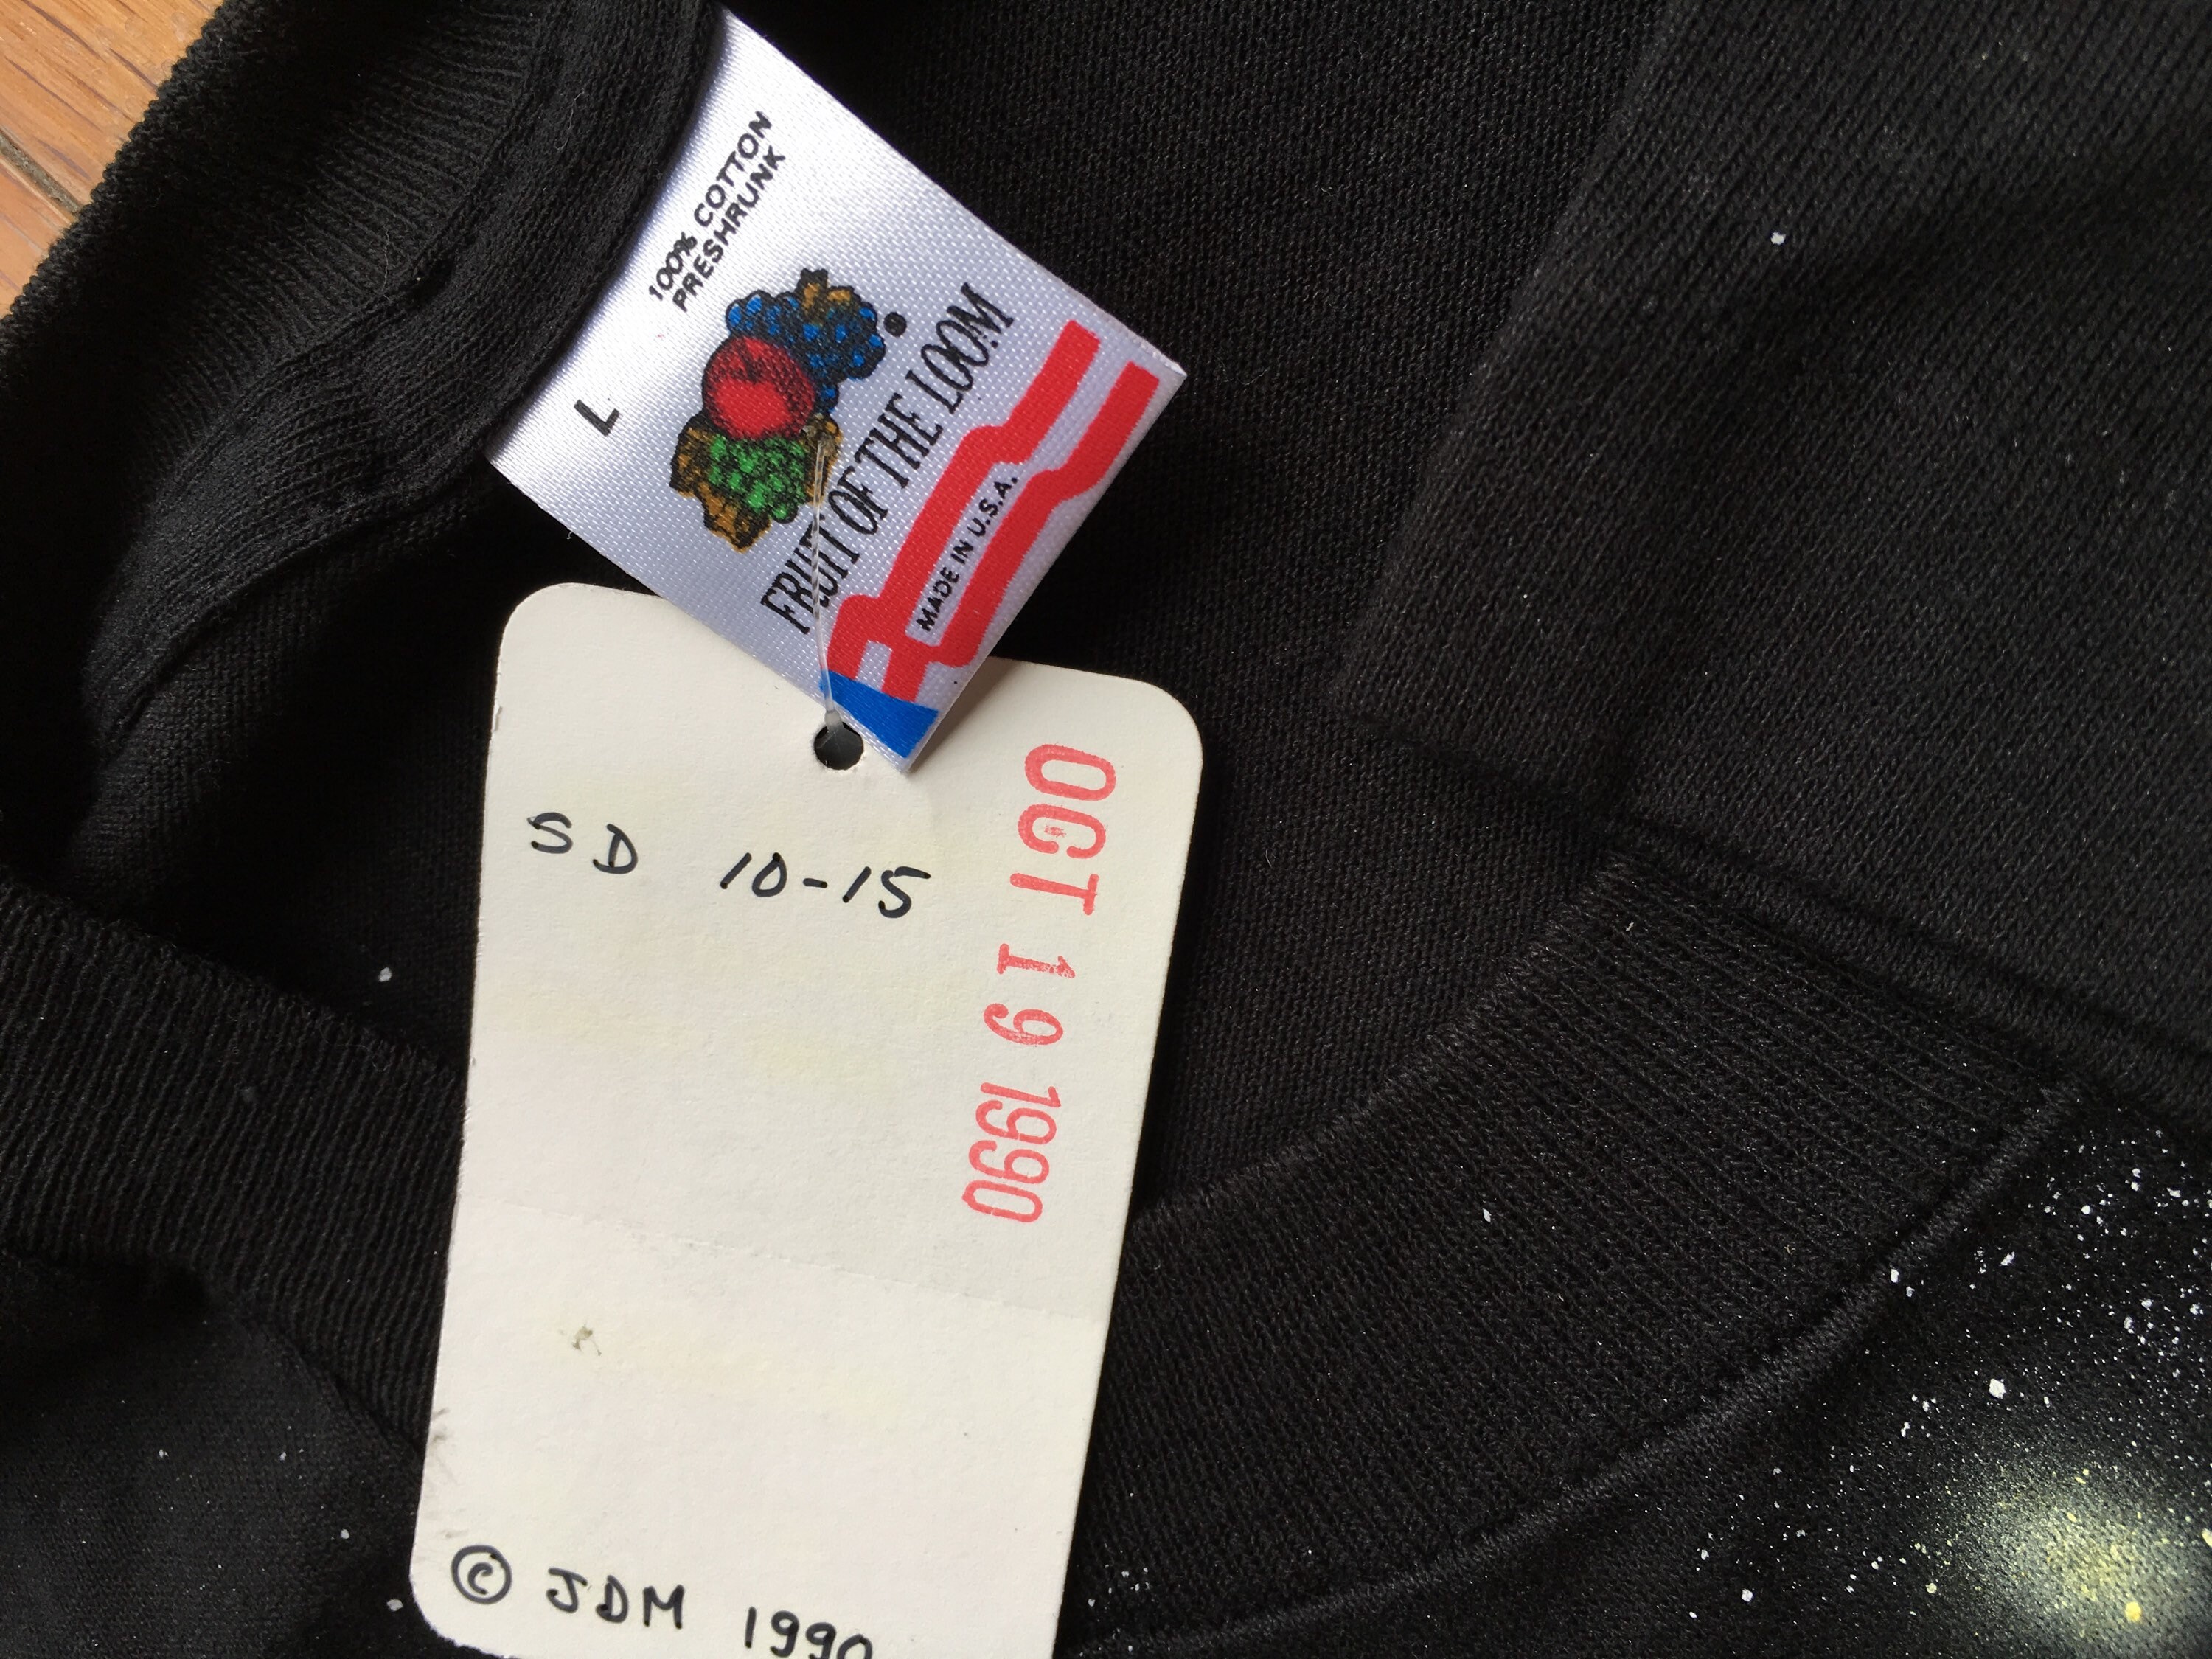 100% COTTON
PRESHRUNK
L
FRUIT OF THE LOOM
MADE IN U.S.A.
SD 10-15
OCT 19 1990
© JDM 1990